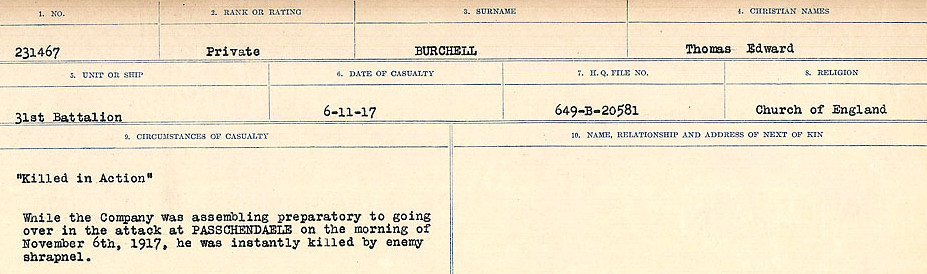 1. NO. 2. RANK OR RATING 3. SURNAME 4. CHRISTIAN NAMES
231467 Private BURCHELL Thomas Edward
5. UNIT OR SHIP 6. DATE OF CASUALTY 7. H. Q. FILE NO. 8. RELIGION
31st Battalion 6-11-17 649-B-20581 Church of England
9. CIRCUMSTANCES OF CASUALTY 10. NAME, RELATIONSHIP AND ADDRESS OF NEXT OF KIN
"Killed in Action"
While the Company was assembling preparatory to going
over in the attack at PASSCHENDAELE on the morning of
November 6th, 1917, he was instantly killed by enemy
shrapnel.